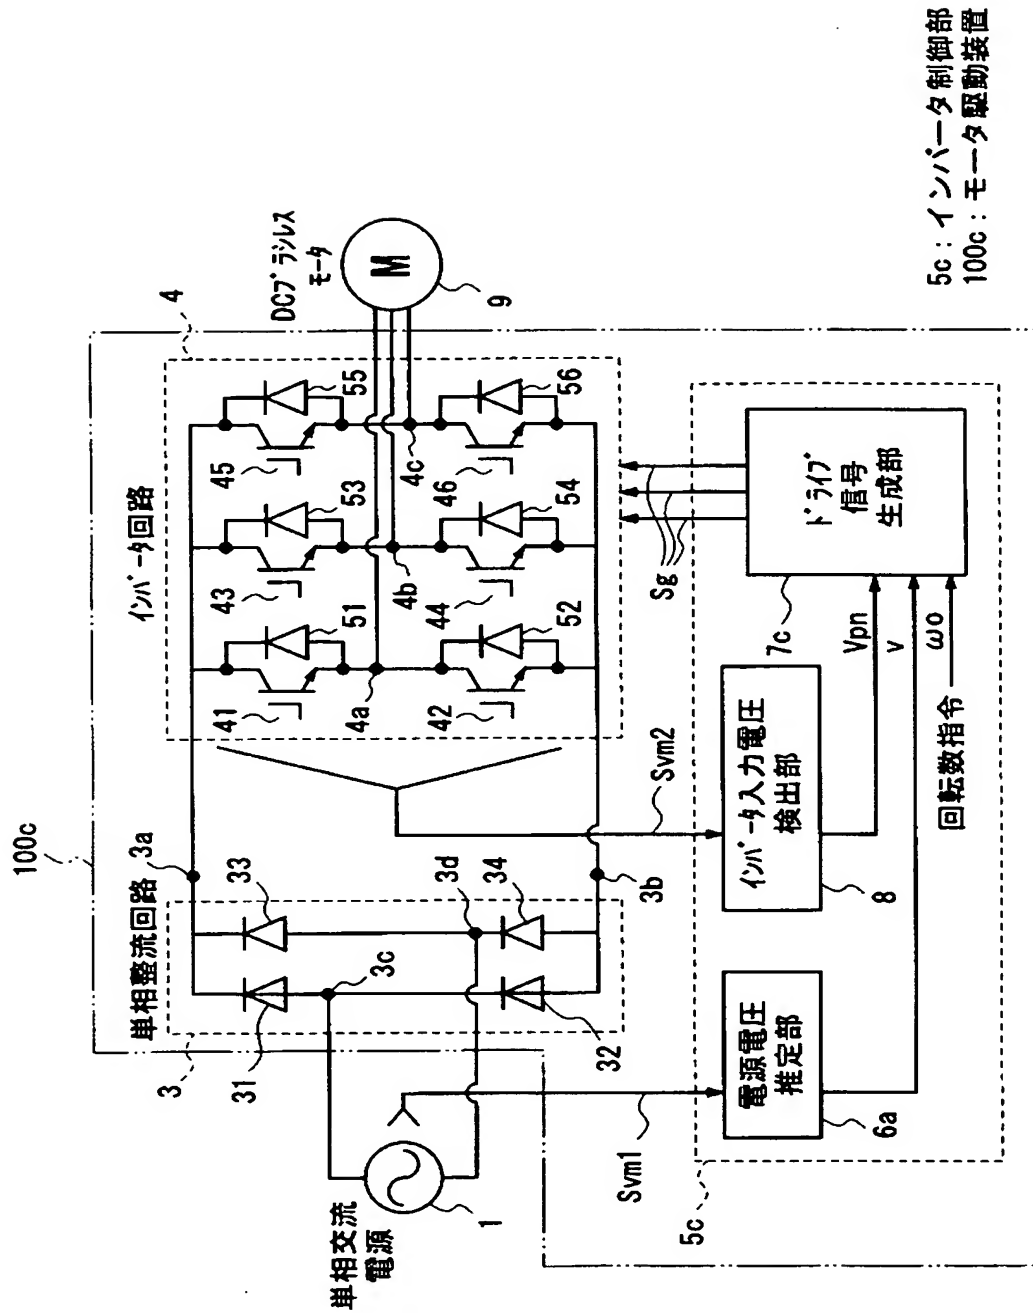 100c
単相交流
電源
1
3
単相整流回路
31
32
33
34
3a
3b
3c
3d
インバータ回路
4
41
42
43
44
45
46
51
52
53
54
55
56
4a
4b
4c
DCブラシレス
モータ
M
9
Svm1
Svm2
Sg
5c
電源電圧
推定部
6a
インバータ入力電圧
検出部
8
Vpn
v
ωo
回転数指令
ドライブ
信号
生成部
7c
5c：インバータ制御部
100c：モータ駆動装置